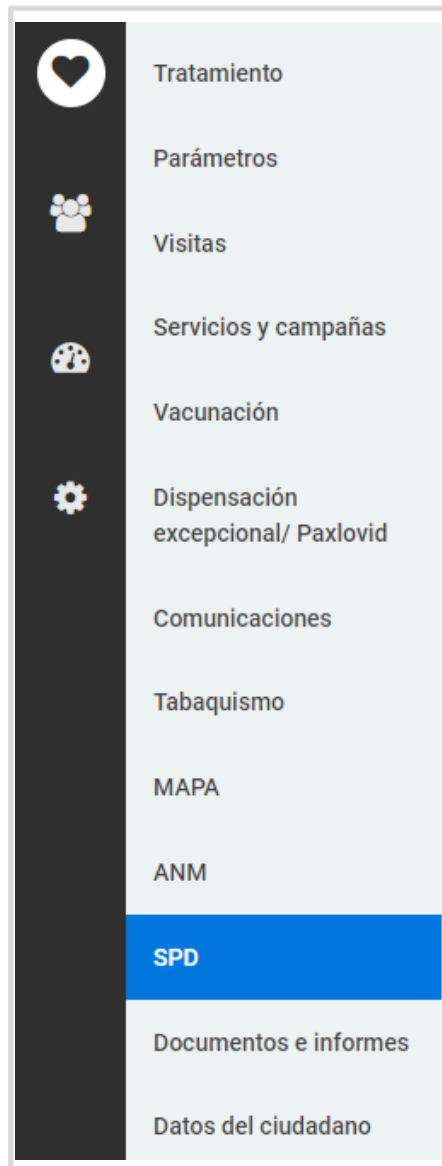 Tratamiento
Parámetros
Visitas
Servicios y campañas
Vacunación
Dispensación
excepcional/ Paxlovid
Comunicaciones
Tabaquismo
MAPA
ANM
SPD
Documentos e informes
Datos del ciudadano